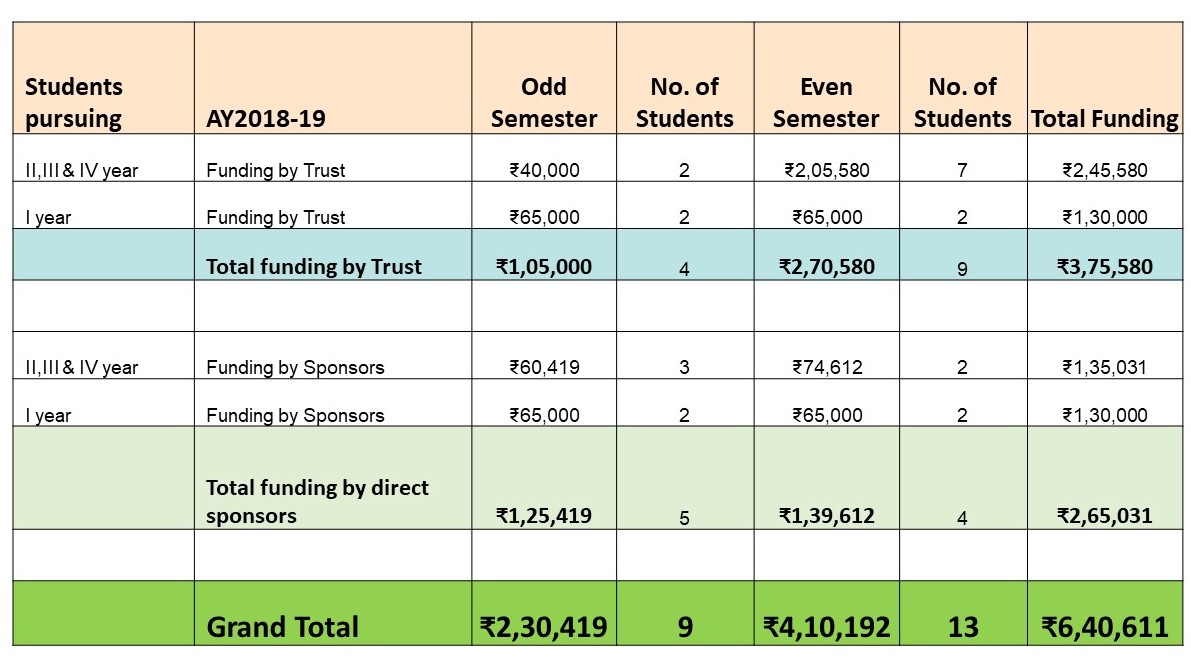 Students pursuing AY2018-19 Odd Semester No. of Students Even Semester No. of Students Total Funding
II,III & IV year Funding by Trust ₹40,000 2 ₹2,05,580 7 ₹2,45,580
I year Funding by Trust ₹65,000 2 ₹65,000 2 ₹1,30,000
Total funding by Trust ₹1,05,000 4 ₹2,70,580 9 ₹3,75,580
II,III & IV year Funding by Sponsors ₹60,419 3 ₹74,612 2 ₹1,35,031
I year Funding by Sponsors ₹65,000 2 ₹65,000 2 ₹1,30,000
Total funding by direct sponsors ₹1,25,419 5 ₹1,39,612 4 ₹2,65,031
Grand Total ₹2,30,419 9 ₹4,10,192 13 ₹6,40,611